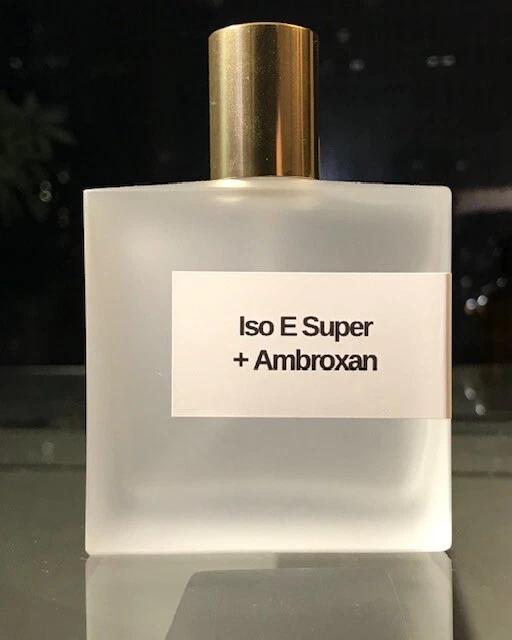 Iso E Super
+ Ambroxan